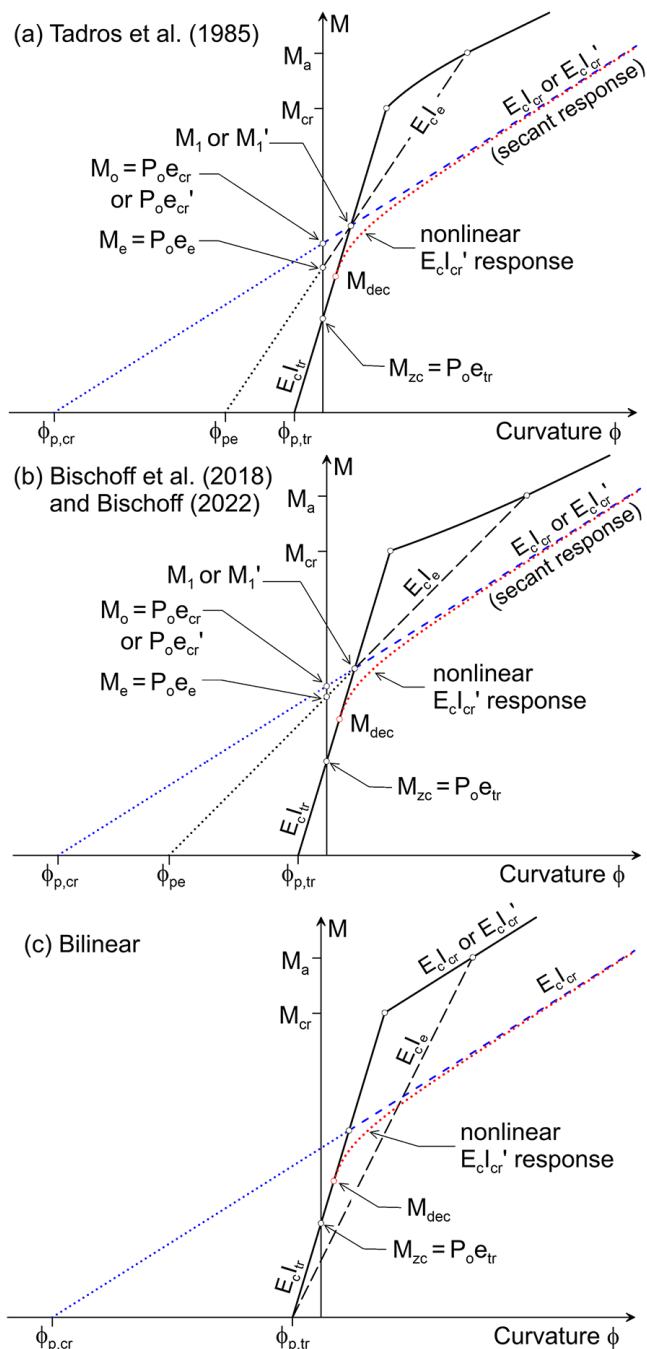 (a) Tadros et al. (1985)
M
Mₐ
E_cI_cr or E_cI_cr'
(secant response)
M_cr
E_cI_e
M₁ or M₁'
M_o = P_oe_cr
or P_oe_cr'
nonlinear
E_cI_cr' response
M_e = P_oe_e
M_dec
E_cI_tr
M_zc = P_oe_tr
ϕ_p,cr
ϕ_pe
ϕ_p,tr
Curvature ϕ
(b) Bischoff et al. (2018)
and Bischoff (2022)
M
Mₐ
E_cI_cr or E_cI_cr'
(secant response)
M_cr
E_cI_e
M₁ or M₁'
M_o = P_oe_cr
or P_oe_cr'
nonlinear
E_cI_cr' response
M_e = P_oe_e
M_dec
M_zc = P_oe_tr
E_cI_tr
ϕ_p,cr
ϕ_pe
ϕ_p,tr
Curvature ϕ
(c) Bilinear
M
E_cI_cr or E_cI_cr'
Mₐ
E_cI_cr
M_cr
E_cI_e
nonlinear
E_cI_cr' response
M_dec
M_zc = P_oe_tr
E_cI_tr
ϕ_p,cr
ϕ_p,tr
Curvature ϕ